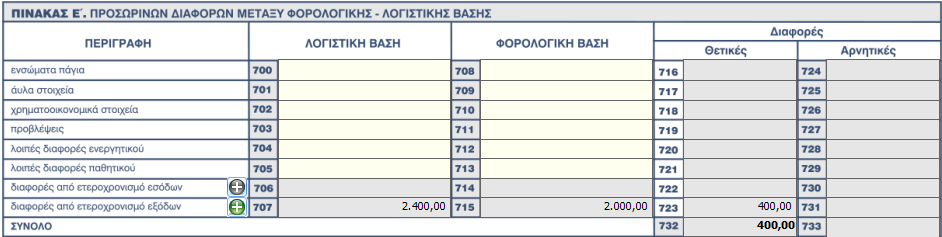 ΠΙΝΑΚΑΣ Ε΄. ΠΡΟΣΩΡΙΝΩΝ ΔΙΑΦΟΡΩΝ ΜΕΤΑΞΥ ΦΟΡΟΛΟΓΙΚΗΣ - ΛΟΓΙΣΤΙΚΗΣ ΒΑΣΗΣ
ΠΕΡΙΓΡΑΦΗ ΛΟΓΙΣΤΙΚΗ ΒΑΣΗ ΦΟΡΟΛΟΓΙΚΗ ΒΑΣΗ Διαφορές
Θετικές Αρνητικές
ενσώματα πάγια 700 708 716 724
άυλα στοιχεία 701 709 717 725
χρηματοοικονομικά στοιχεία 702 710 718 726
προβλέψεις 703 711 719 727
λοιπές διαφορές ενεργητικού 704 712 720 728
λοιπές διαφορές παθητικού 705 713 721 729
διαφορές από ετεροχρονισμό εσόδων 706 714 722 730
διαφορές από ετεροχρονισμό εξόδων 707 2.400,00 715 2.000,00 723 400,00 731
ΣΥΝΟΛΟ 732 400,00 733